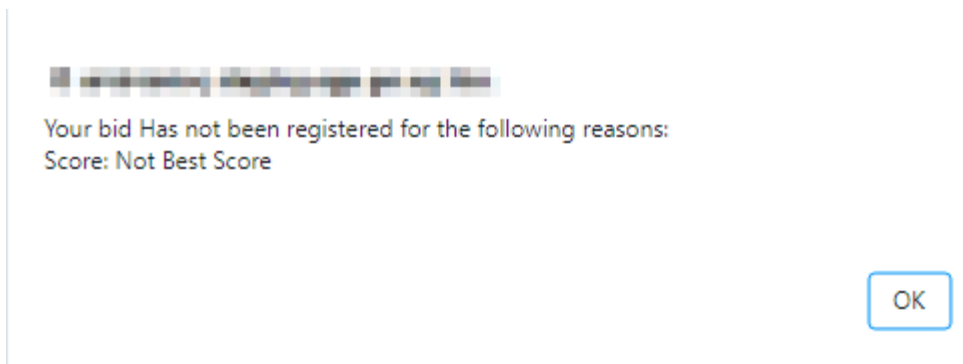 Your bid Has not been registered for the following reasons:
Score: Not Best Score
OK